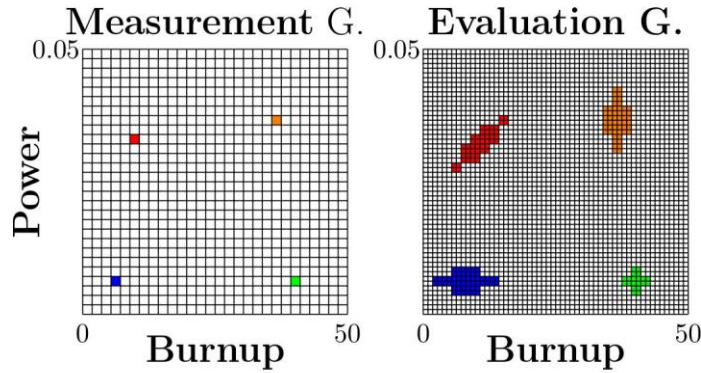 Measurement G.
Evaluation G.
0.05
0.05
Power
0
50
0
50
Burnup
Burnup